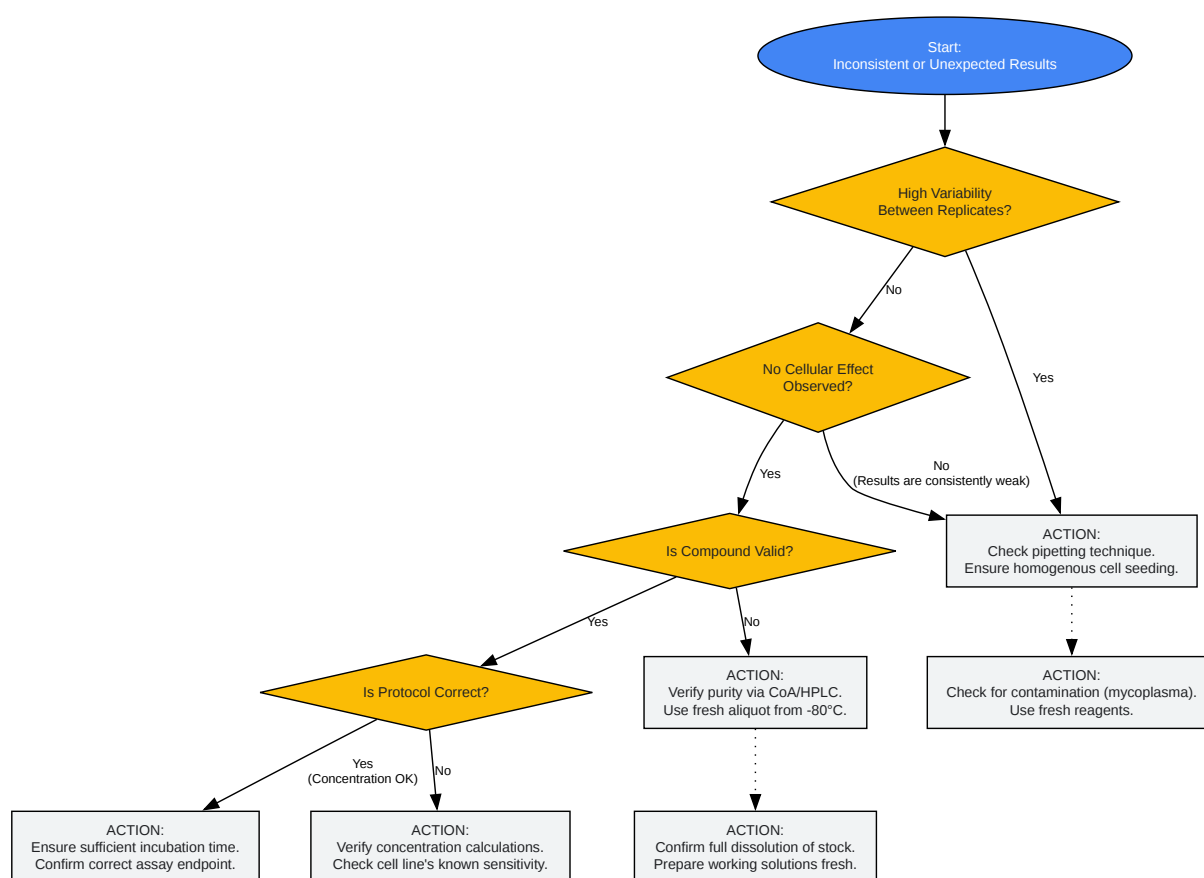 Start:
Inconsistent or Unexpected Results
High Variability
Between Replicates?
No
Yes
No Cellular Effect
Observed?
Yes
No
(Results are consistently weak)
Is Compound Valid?
ACTION:
Check pipetting technique.
Ensure homogenous cell seeding.
Yes
No
Is Protocol Correct?
ACTION:
Verify purity via CoA/HPLC.
Use fresh aliquot from -80°C.
ACTION:
Check for contamination (mycoplasma).
Use fresh reagents.
Yes
(Concentration OK)
No
ACTION:
Ensure sufficient incubation time.
Confirm correct assay endpoint.
ACTION:
Verify concentration calculations.
Check cell line's known sensitivity.
ACTION:
Confirm full dissolution of stock.
Prepare working solutions fresh.